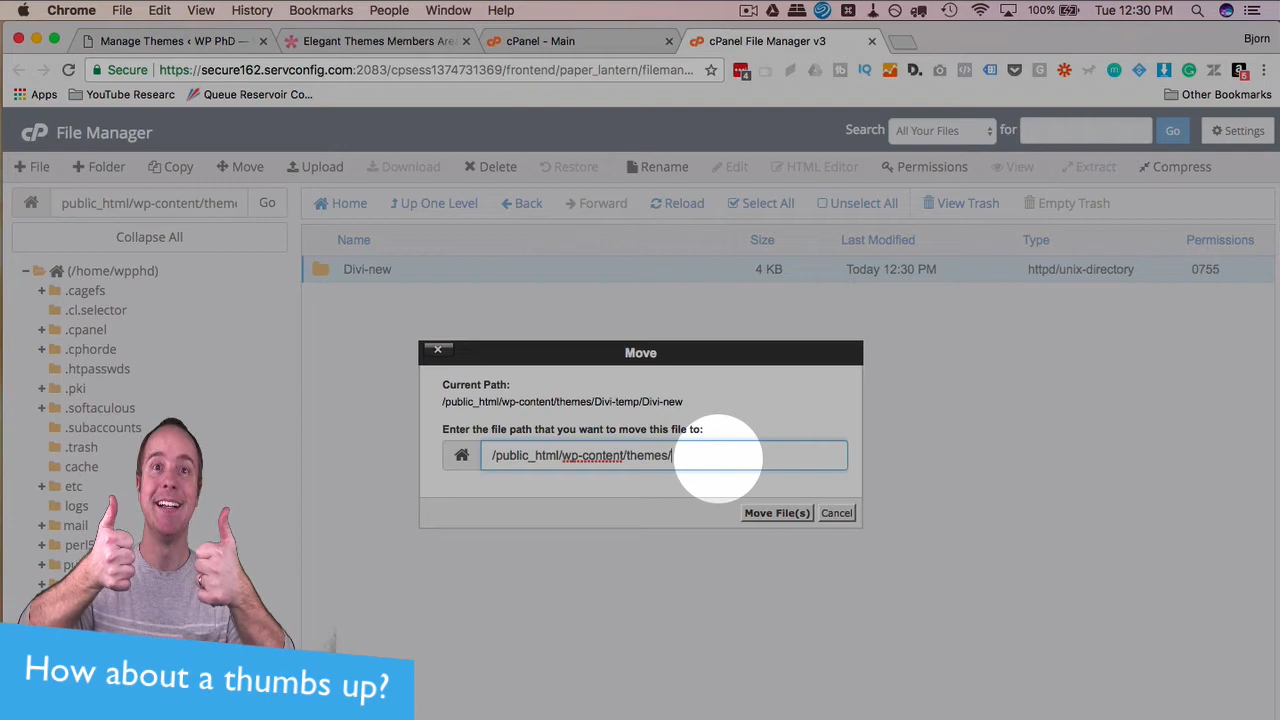 Chrome File Edit View History Bookmarks People Window Help 100% Tue 12:30 PM
Manage Themes ‹ WP PhD — × Elegant Themes Members Area × cPanel - Main × cPanel File Manager v3 × Bjorn
Secure https://secure162.servconfig.com:2083/cpsess1374731369/frontend/paper_lantern/fileman...
Apps YouTube Researc Queue Reservoir Co... Other Bookmarks
cP File Manager Search All Your Files for Go Settings
+ File + Folder Copy Move Upload Download × Delete Restore Rename Edit HTML Editor Permissions View Extract Compress
public_html/wp-content/theme Go Home Up One Level Back Forward Reload Select All Unselect All View Trash Empty Trash
Collapse All
Name Size Last Modified Type Permissions
Divi-new 4 KB Today 12:30 PM httpd/unix-directory 0755
(/home/wpphd)
.cagefs
.cl.selector
.cpanel
.cphorde
.htpasswds
.pki
.softaculous
.subaccounts
.trash
cache
etc
logs
mail
perl5
Move
Current Path:
/public_html/wp-content/themes/Divi-temp/Divi-new
Enter the file path that you want to move this file to:
/public_html/wp-content/themes/
Move File(s) Cancel
How about a thumbs up?